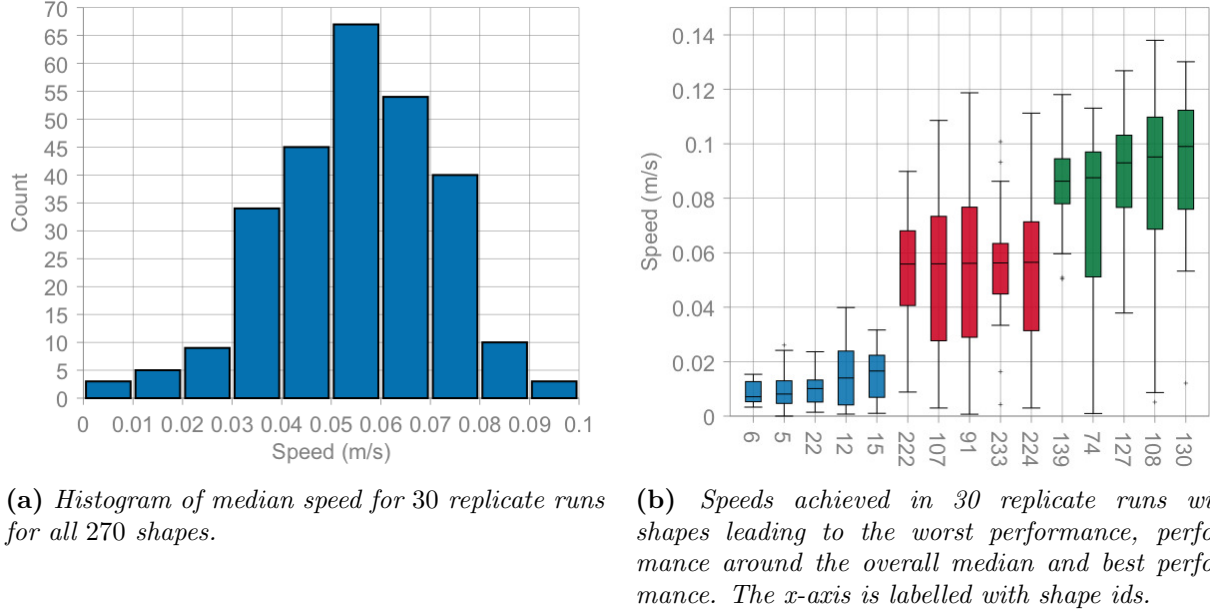 70
65
60
55
50
45
40
35
30
25
20
15
10
5
0
Count
0 0.01 0.02 0.03 0.04 0.05 0.06 0.07 0.08 0.09 0.1
Speed (m/s)
(a) Histogram of median speed for 30 replicate runs
for all 270 shapes.
0.14
0.12
0.1
0.08
0.06
0.04
0.02
0
Speed (m/s)
6 5 22 12 15 222 107 91 233 224 139 74 127 108 130
(b) Speeds achieved in 30 replicate runs wi
shapes leading to the worst performance, perfo
mance around the overall median and best perfo
mance. The x-axis is labelled with shape ids.